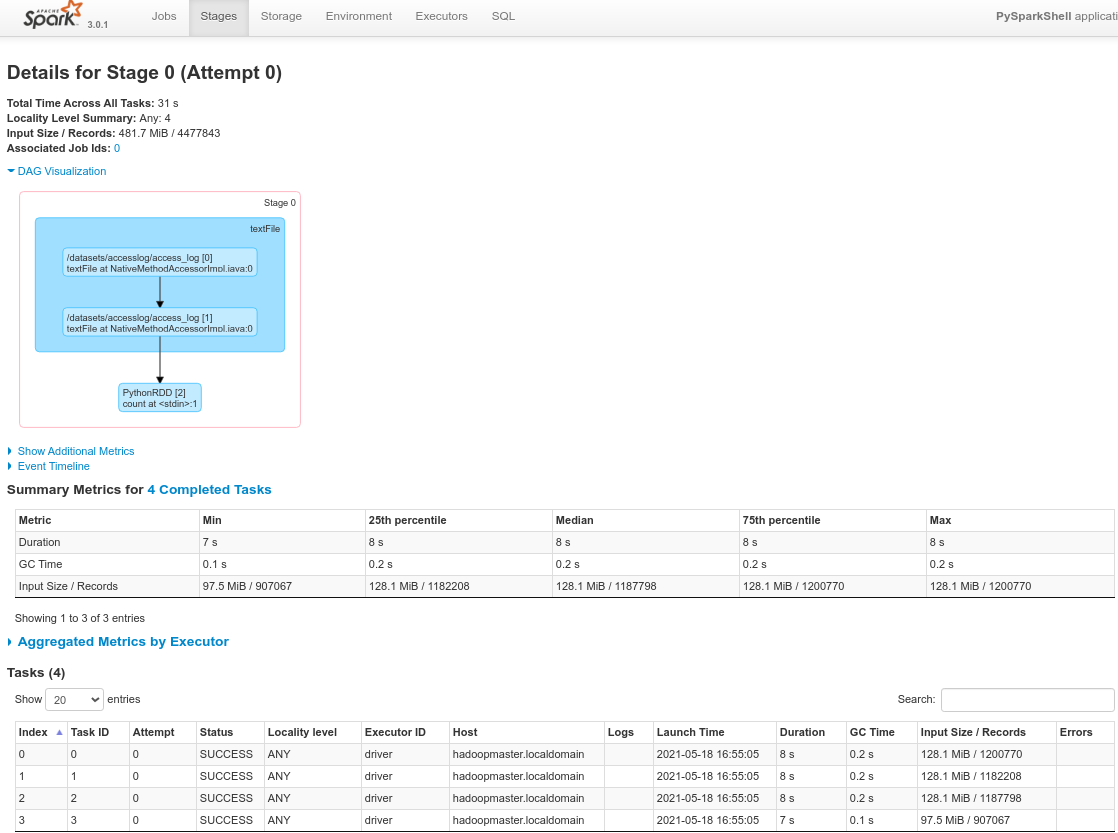 APACHE
Spark 3.0.1 Jobs Stages Storage Environment Executors SQL PySparkShell applicati
Details for Stage 0 (Attempt 0)
Total Time Across All Tasks: 31 s
Locality Level Summary: Any: 4
Input Size / Records: 481.7 MiB / 4477843
Associated Job Ids: 0
DAG Visualization
Stage 0
textFile
/datasets/accesslog/access_log [0]
textFile at NativeMethodAccessorImpl.java:0
/datasets/accesslog/access_log [1]
textFile at NativeMethodAccessorImpl.java:0
PythonRDD [2]
count at <stdin>:1
Show Additional Metrics
Event Timeline
Summary Metrics for 4 Completed Tasks
Metric Min 25th percentile Median 75th percentile Max
Duration 7 s 8 s 8 s 8 s 8 s
GC Time 0.1 s 0.2 s 0.2 s 0.2 s 0.2 s
Input Size / Records 97.5 MiB / 907067 128.1 MiB / 1182208 128.1 MiB / 1187798 128.1 MiB / 1200770 128.1 MiB / 1200770
Showing 1 to 3 of 3 entries
Aggregated Metrics by Executor
Tasks (4)
Show 20 entries Search:
Index Task ID Attempt Status Locality level Executor ID Host Logs Launch Time Duration GC Time Input Size / Records Errors
0 0 0 SUCCESS ANY driver hadoopmaster.localdomain 2021-05-18 16:55:05 8 s 0.2 s 128.1 MiB / 1200770
1 1 0 SUCCESS ANY driver hadoopmaster.localdomain 2021-05-18 16:55:05 8 s 0.2 s 128.1 MiB / 1182208
2 2 0 SUCCESS ANY driver hadoopmaster.localdomain 2021-05-18 16:55:05 8 s 0.2 s 128.1 MiB / 1187798
3 3 0 SUCCESS ANY driver hadoopmaster.localdomain 2021-05-18 16:55:05 7 s 0.1 s 97.5 MiB / 907067